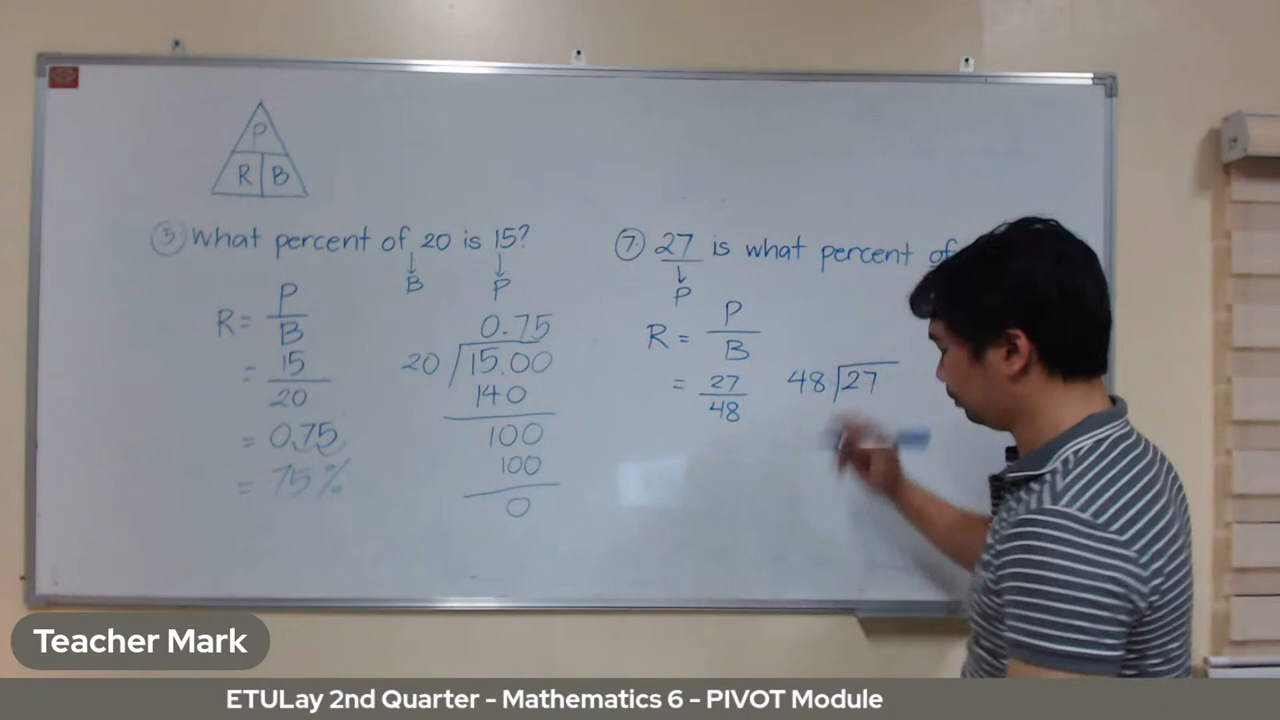 P
R B
5 What percent of 20 is 15?
B P
R = P
B
= 15
20
= 0.75
= 75%
0.75
20 15.00
140
100
100
0
7. 27 is what percent of
P
R = P
B
= 27
48
48 27
Teacher Mark
ETULay 2nd Quarter - Mathematics 6 - PIVOT Module